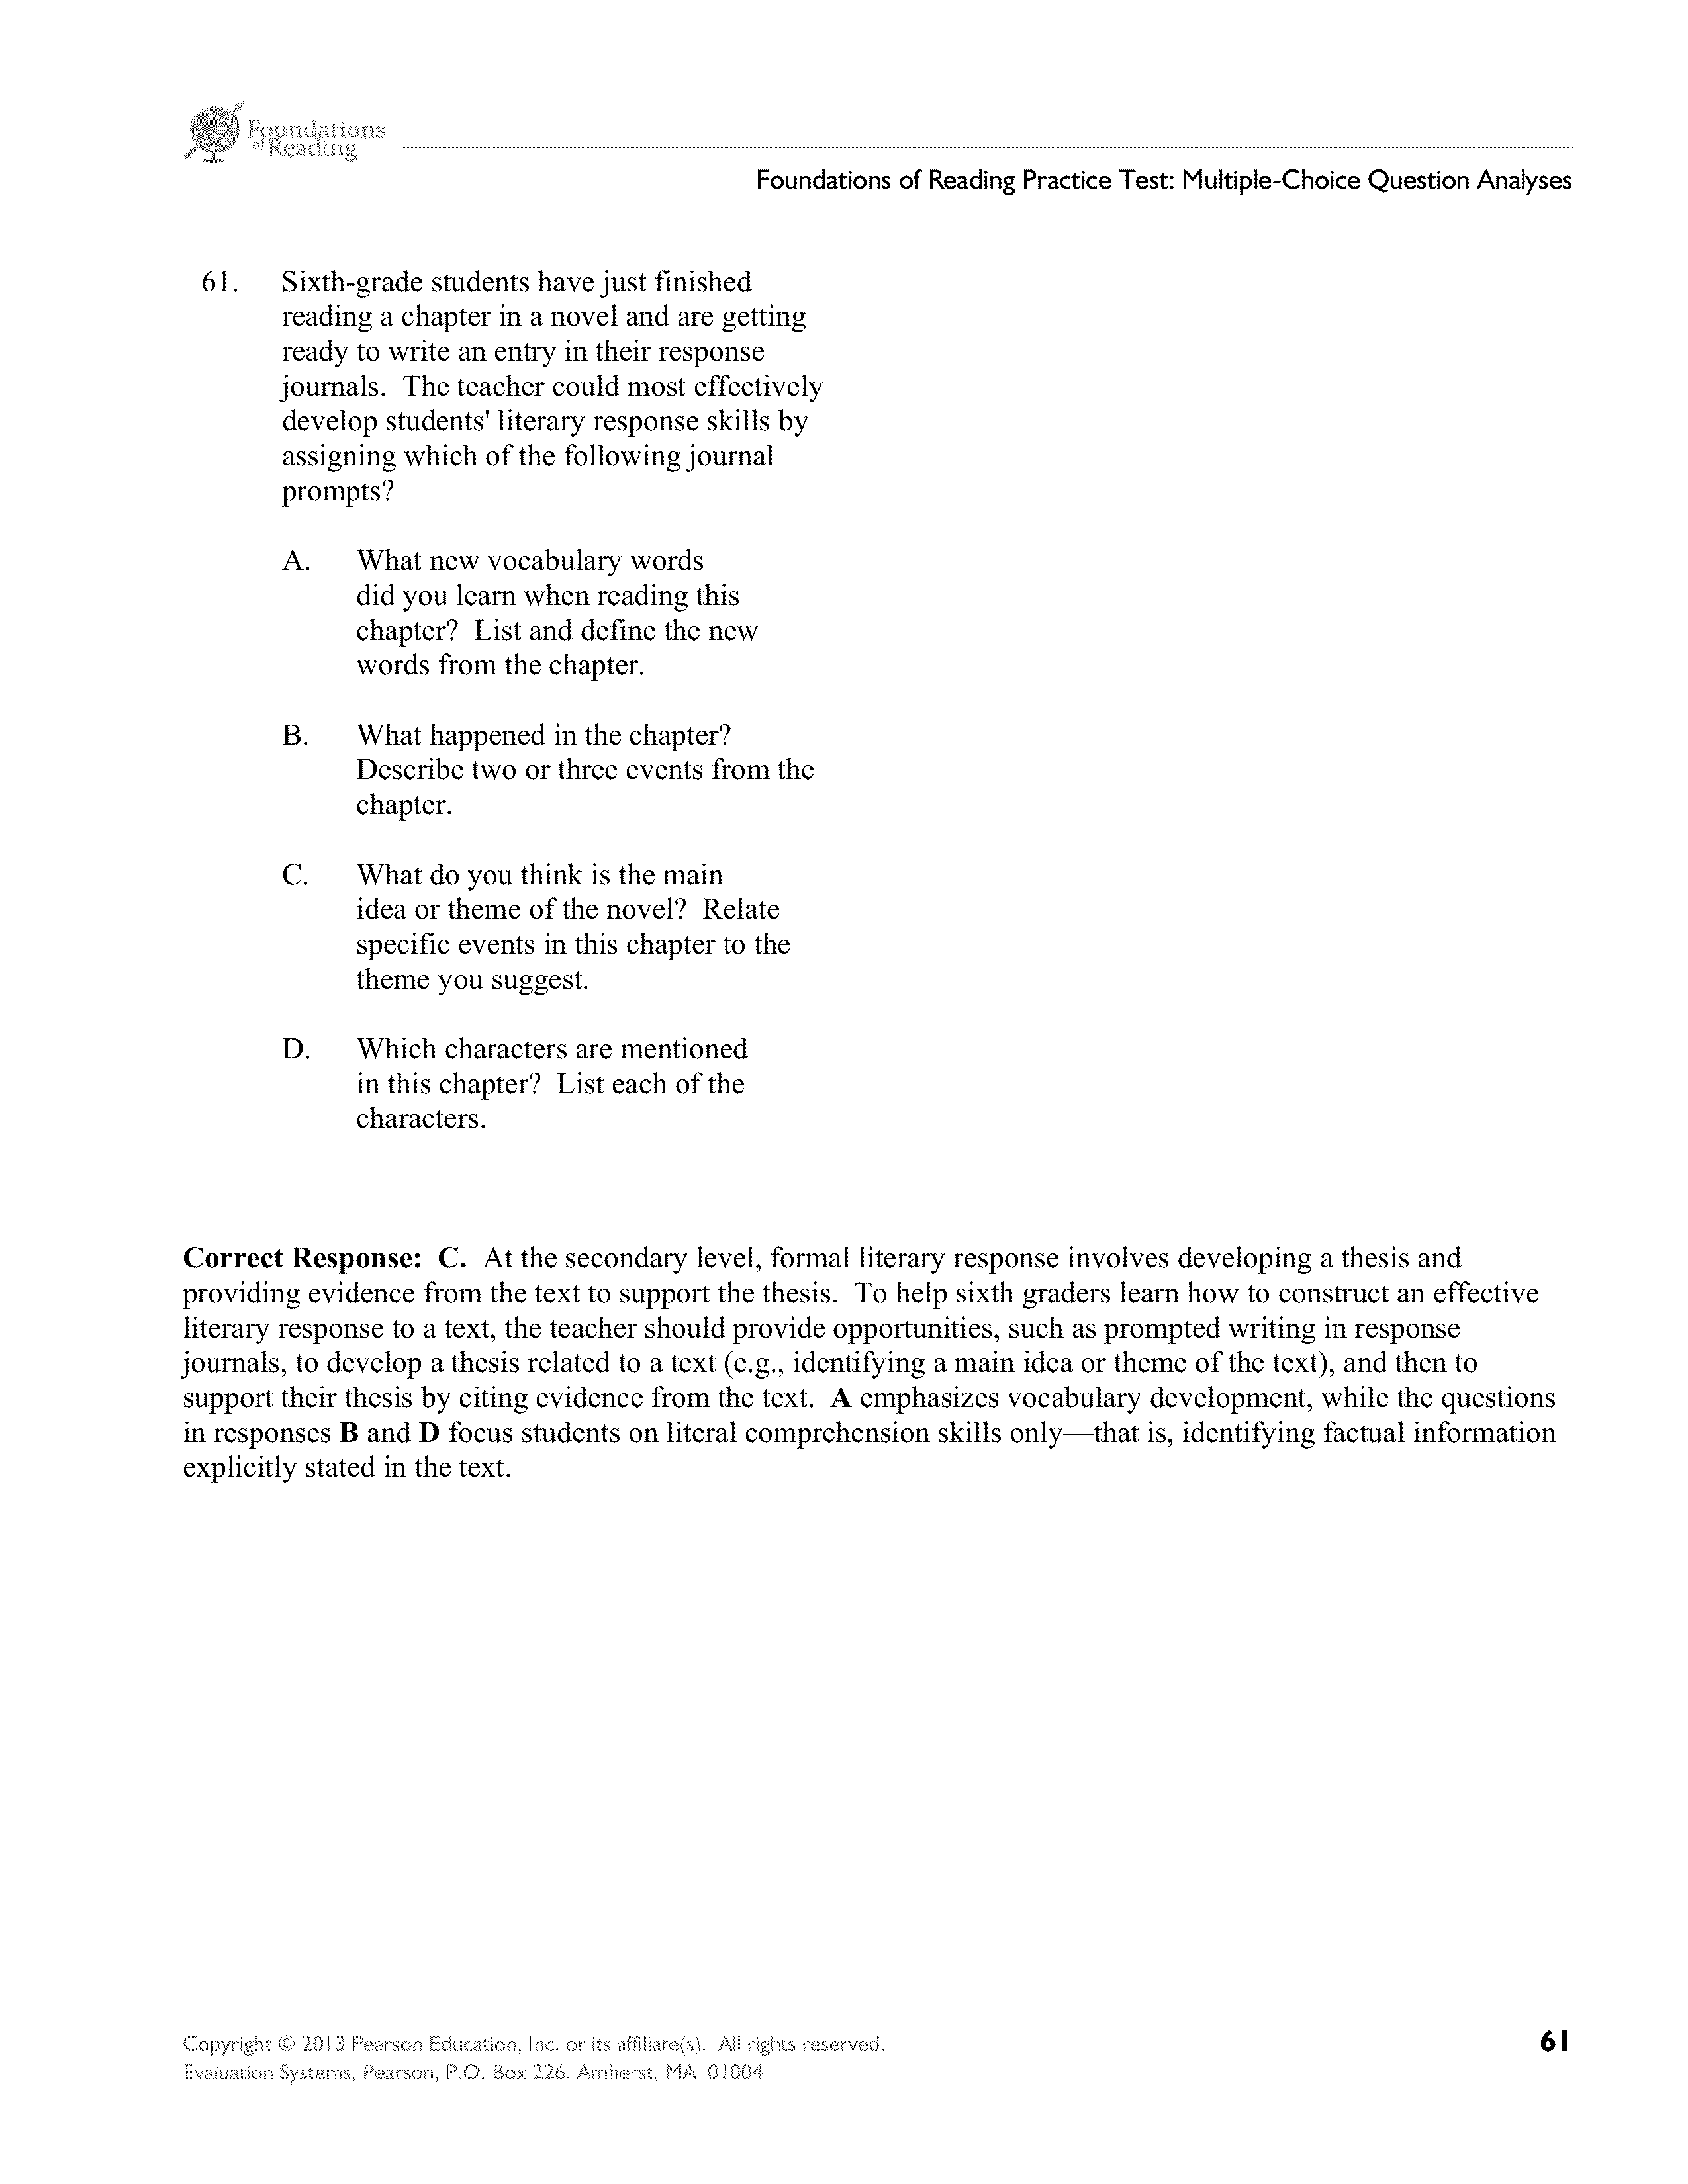 Foundations
of Reading
Foundations of Reading Practice Test: Multiple-Choice Question Analyses
61. Sixth-grade students have just finished
reading a chapter in a novel and are getting
ready to write an entry in their response
journals. The teacher could most effectively
develop students' literary response skills by
assigning which of the following journal
prompts?
A. What new vocabulary words
did you learn when reading this
chapter? List and define the new
words from the chapter.
B. What happened in the chapter?
Describe two or three events from the
chapter.
C. What do you think is the main
idea or theme of the novel? Relate
specific events in this chapter to the
theme you suggest.
D. Which characters are mentioned
in this chapter? List each of the
characters.
Correct Response: C. At the secondary level, formal literary response involves developing a thesis and
providing evidence from the text to support the thesis. To help sixth graders learn how to construct an effective
literary response to a text, the teacher should provide opportunities, such as prompted writing in response
journals, to develop a thesis related to a text (e.g., identifying a main idea or theme of the text), and then to
support their thesis by citing evidence from the text. A emphasizes vocabulary development, while the questions
in responses B and D focus students on literal comprehension skills only—that is, identifying factual information
explicitly stated in the text.
Copyright © 2013 Pearson Education, Inc. or its affiliate(s). All rights reserved.
Evaluation Systems, Pearson, P.O. Box 226, Amherst, MA 01004
61